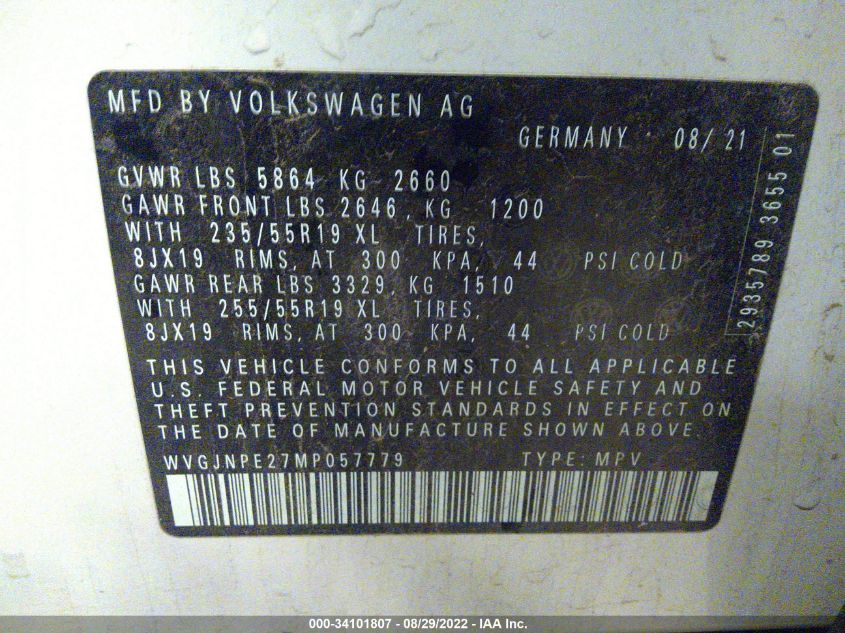 MFD BY VOLKSWAGEN AG
GERMANY 08/21
GVWR LBS 5864 KG 2660
GAWR FRONT LBS 2646, KG 1200
WITH 235/55R19 XL TIRES,
8JX19 RIMS, AT 300 KPA, 44 PSI COLD
GAWR REAR LBS 3329 KG 1510
WITH 255/55R19 XL TIRES,
8JX19 RIMS, AT 300 KPA, 44 PSI COLD
THIS VEHICLE CONFORMS TO ALL APPLICABLE
U.S. FEDERAL MOTOR VEHICLE SAFETY AND
THEFT PREVENTION STANDARDS IN EFFECT ON
THE DATE OF MANUFACTURE SHOWN ABOVE.
WVGJNPE27MP057779 TYPE: MPV
2935789 3655 01
000-34101807 - 08/29/2022 - IAA Inc.